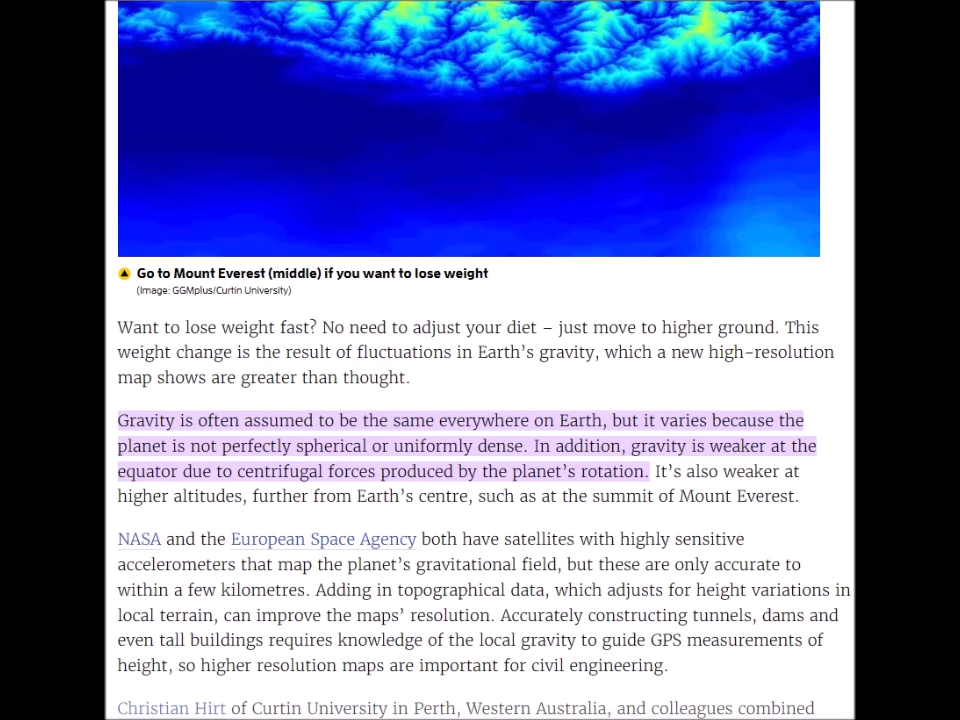 Go to Mount Everest (middle) if you want to lose weight
(Image: GGMplus/Curtin University)
Want to lose weight fast? No need to adjust your diet – just move to higher ground. This
weight change is the result of fluctuations in Earth’s gravity, which a new high-resolution
map shows are greater than thought.
Gravity is often assumed to be the same everywhere on Earth, but it varies because the
planet is not perfectly spherical or uniformly dense. In addition, gravity is weaker at the
equator due to centrifugal forces produced by the planet’s rotation. It’s also weaker at
higher altitudes, further from Earth’s centre, such as at the summit of Mount Everest.
NASA and the European Space Agency both have satellites with highly sensitive
accelerometers that map the planet’s gravitational field, but these are only accurate to
within a few kilometres. Adding in topographical data, which adjusts for height variations in
local terrain, can improve the maps’ resolution. Accurately constructing tunnels, dams and
even tall buildings requires knowledge of the local gravity to guide GPS measurements of
height, so higher resolution maps are important for civil engineering.
Christian Hirt of Curtin University in Perth, Western Australia, and colleagues combined